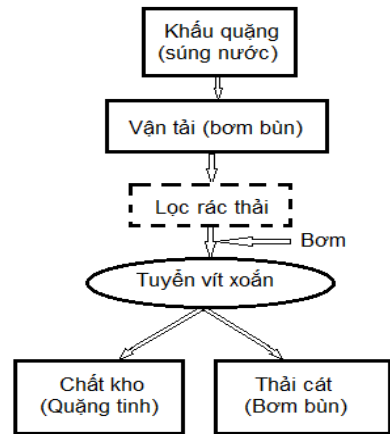 Khấu quặng
(súng nước)
Vận tải (bơm bùn)
Lọc rác thải
Bơm
Tuyển vít xoắn
Chất kho
(Quặng tinh)
Thải cát
(Bơm bùn)